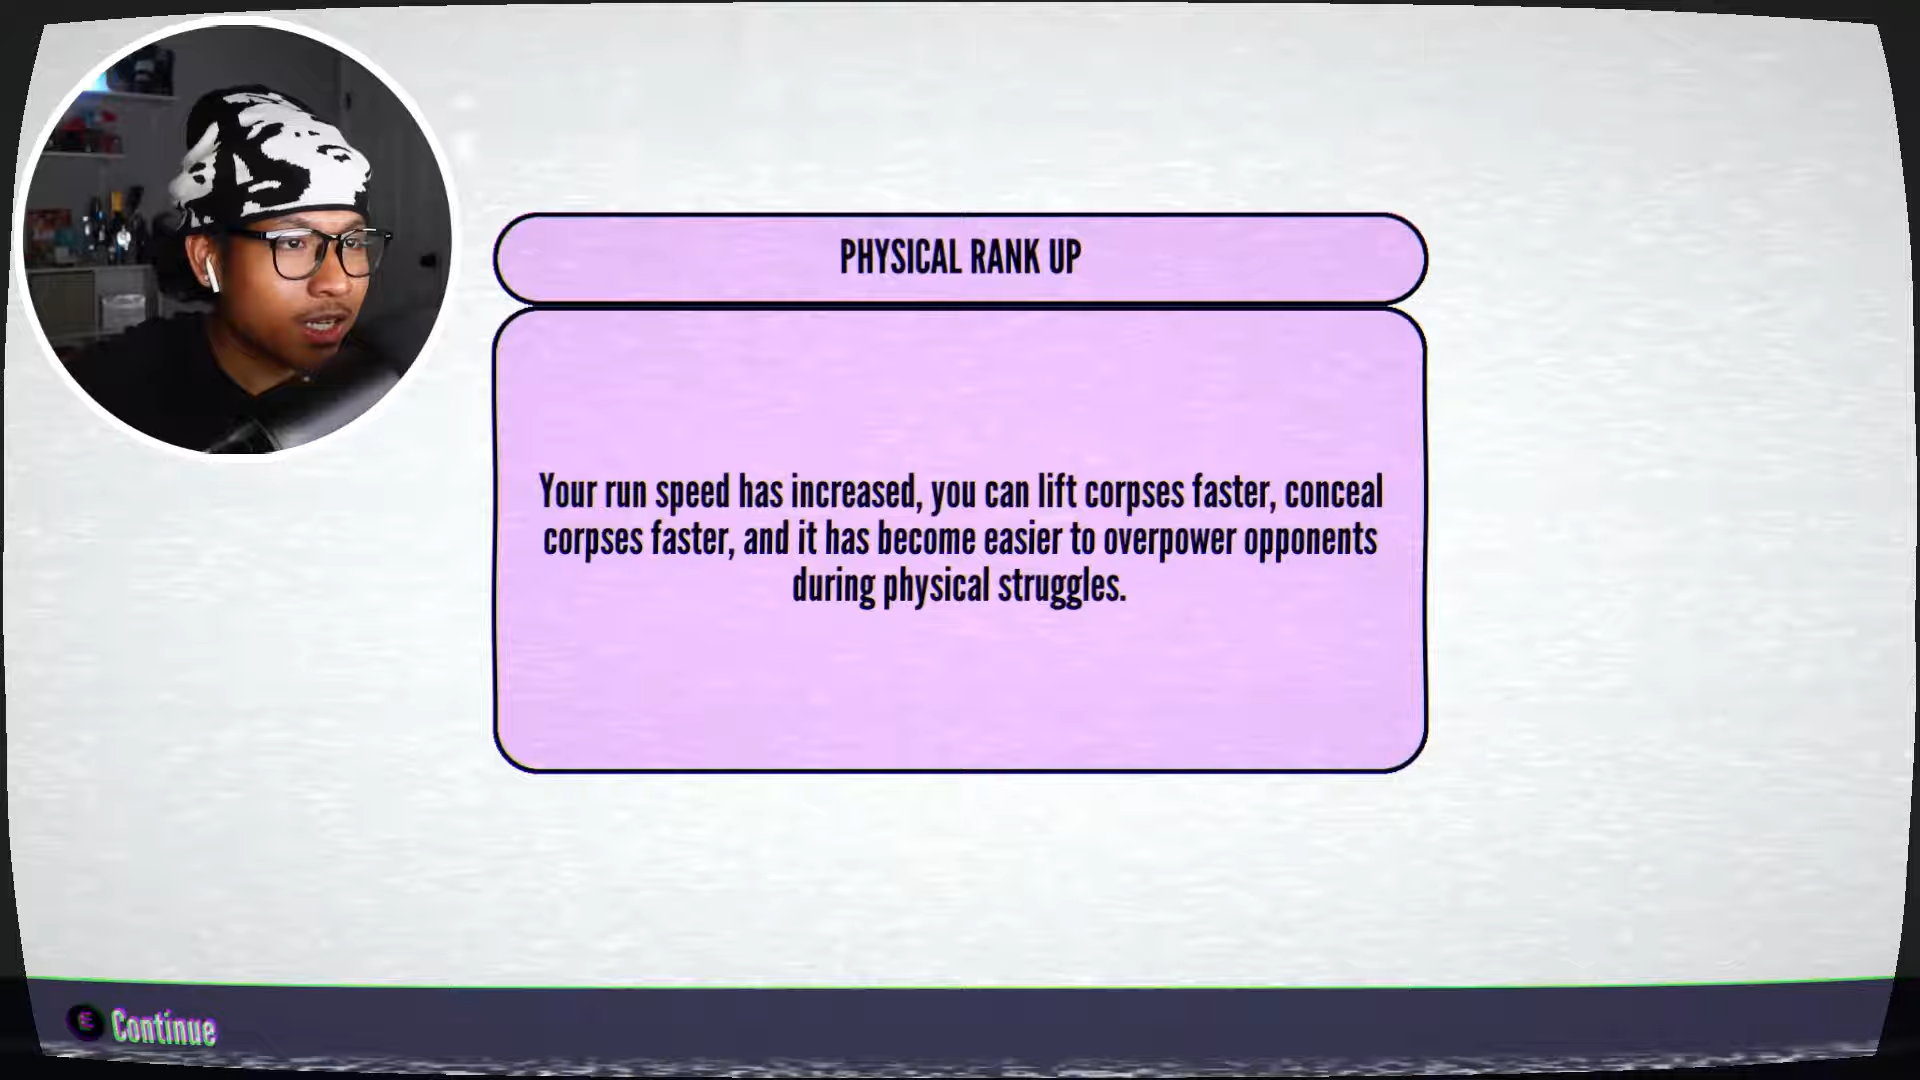 PHYSICAL RANK UP
Your run speed has increased, you can lift corpses faster, conceal
corpses faster, and it has become easier to overpower opponents
during physical struggles.
E Continue